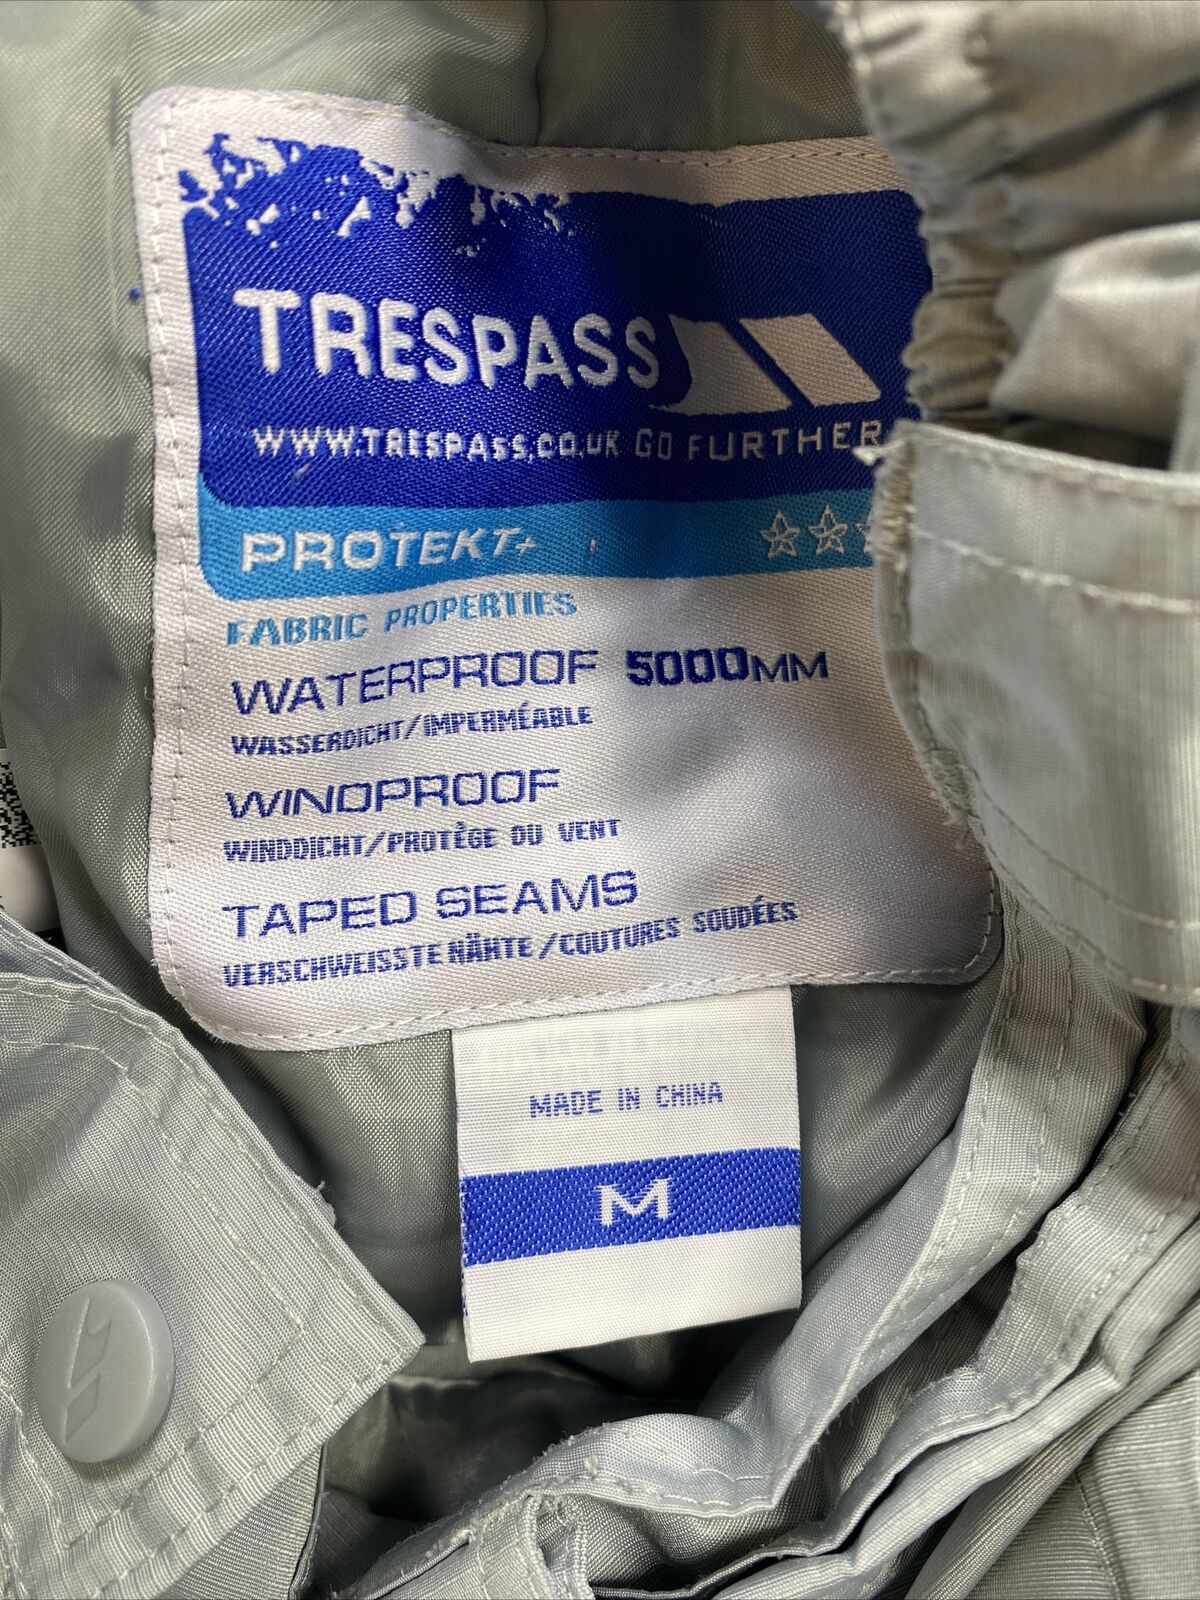 TRESPASS
WWW.TRESPASS.CO.UK GO FURTHER
PROTEKT+
FABRIC PROPERTIES
WATERPROOF 5000MM
WASSERDICHT/IMPERMÉABLE
WINDPROOF
WINDDICHT/PROTÈGE DU VENT
TAPED SEAMS
VERSCHWEISSTE NÄHTE/COUTURES SOUDÉES
MADE IN CHINA
M